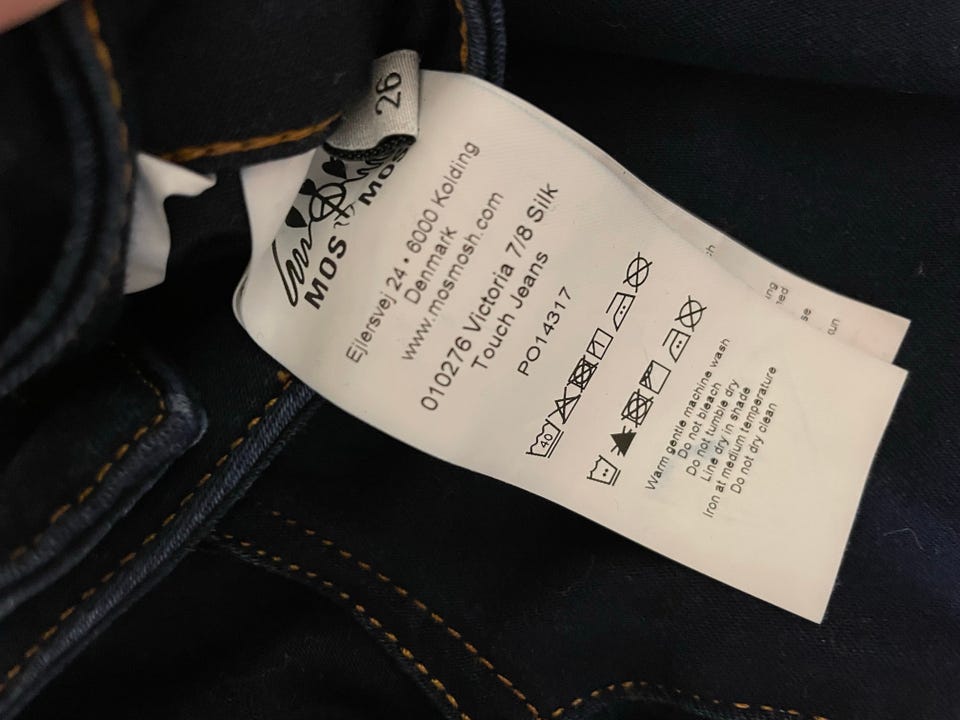 26
MOS MOSH
Ejlersvej 24 • 6000 Kolding
Denmark
www.mosmosh.com
010276 Victoria 7/8 Silk
Touch Jeans
PO14317
40
Warm gentle machine wash
Do not bleach
Do not tumble dry
Line dry in shade
Iron at medium temperature
Do not dry clean